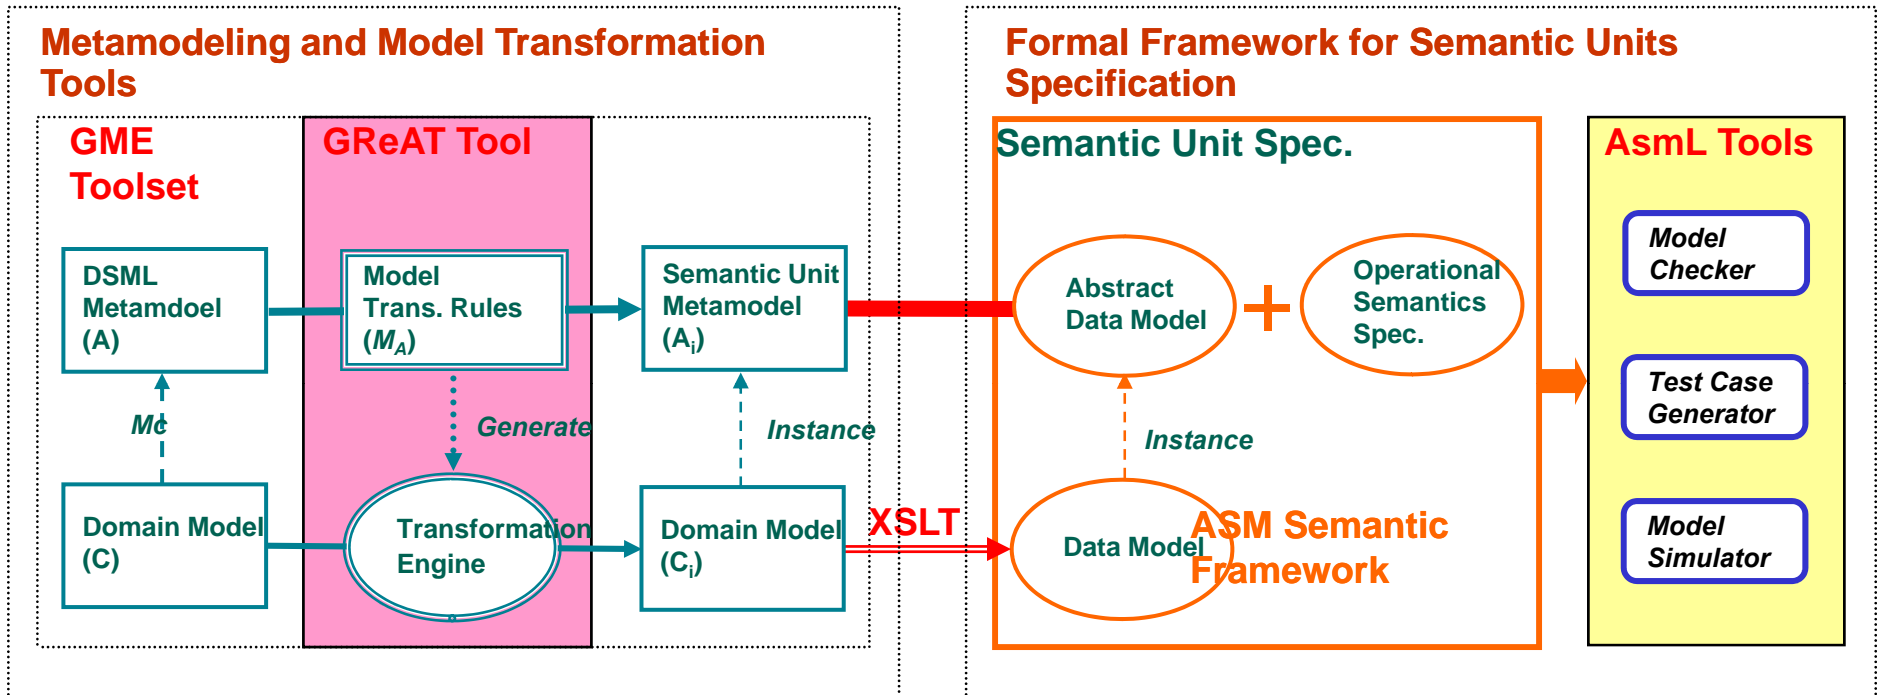 Metamodeling and Model Transformation
Tools
GME
Toolset
GReAT Tool
DSML
Metamdoel
(A)
Model
Trans. Rules
(M_A)
Semantic Unit
Metamodel
(A_i)
Mc
Generate
Instance
Domain Model
(C)
Transformation
Engine
Domain Model
(C_i)
XSLT
Formal Framework for Semantic Units
Specification
Semantic Unit Spec.
Abstract
Data Model
+
Operational
Semantics
Spec.
Instance
Data Model
ASM Semantic
Framework
AsmL Tools
Model
Checker
Test Case
Generator
Model
Simulator